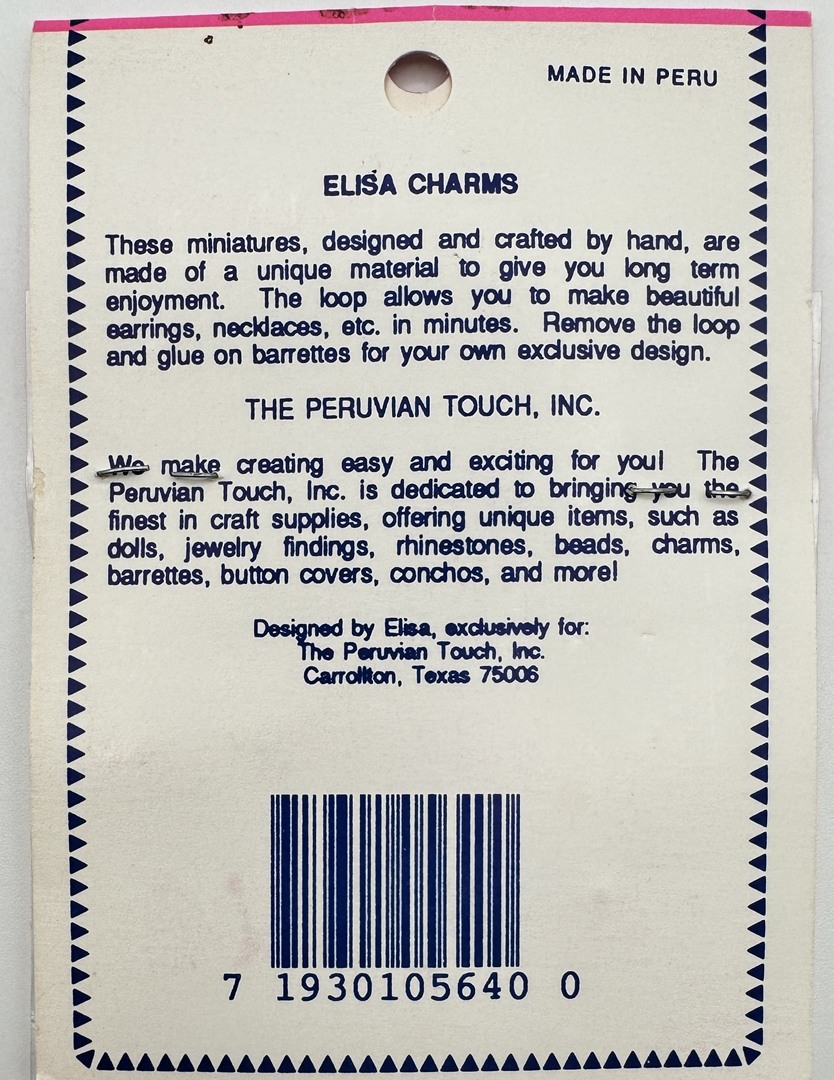 MADE IN PERU
ELISA CHARMS
These miniatures, designed and crafted by hand, are
made of a unique material to give you long term
enjoyment. The loop allows you to make beautiful
earrings, necklaces, etc. in minutes. Remove the loop
and glue on barrettes for your own exclusive design.
THE PERUVIAN TOUCH, INC.
We make creating easy and exciting for you! The
Peruvian Touch, Inc. is dedicated to bringing you the
finest in craft supplies, offering unique items, such as
dolls, jewelry findings, rhinestones, beads, charms,
barrettes, button covers, conchos, and more!
Designed by Elisa, exclusively for:
The Peruvian Touch, Inc.
Carrollton, Texas 75006
7 1930105640 0